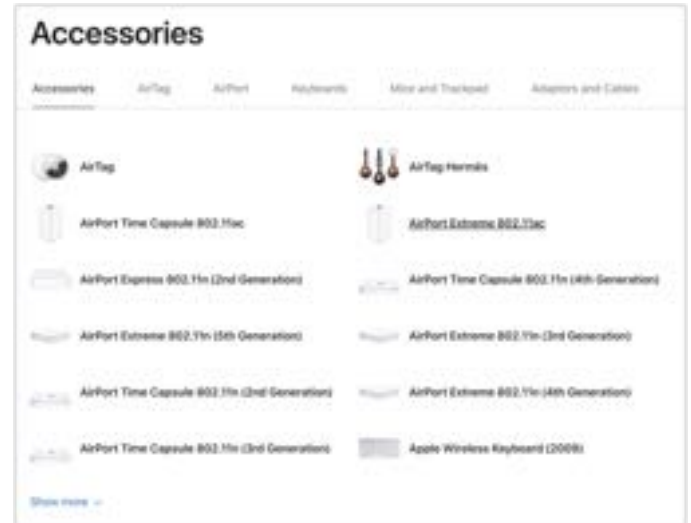 Accessories
Accessories AirTag AirPort Keyboards Mice and Trackpad Adapters and Cables
AirTag AirTag Hermès
AirPort Time Capsule 802.11ac AirPort Extreme 802.11ac
AirPort Express 802.11n (2nd Generation) AirPort Time Capsule 802.11n (4th Generation)
AirPort Extreme 802.11n (5th Generation) AirPort Extreme 802.11n (3rd Generation)
AirPort Time Capsule 802.11n (2nd Generation) AirPort Extreme 802.11n (4th Generation)
AirPort Time Capsule 802.11n (3rd Generation) Apple Wireless Keyboard (2009)
Show more